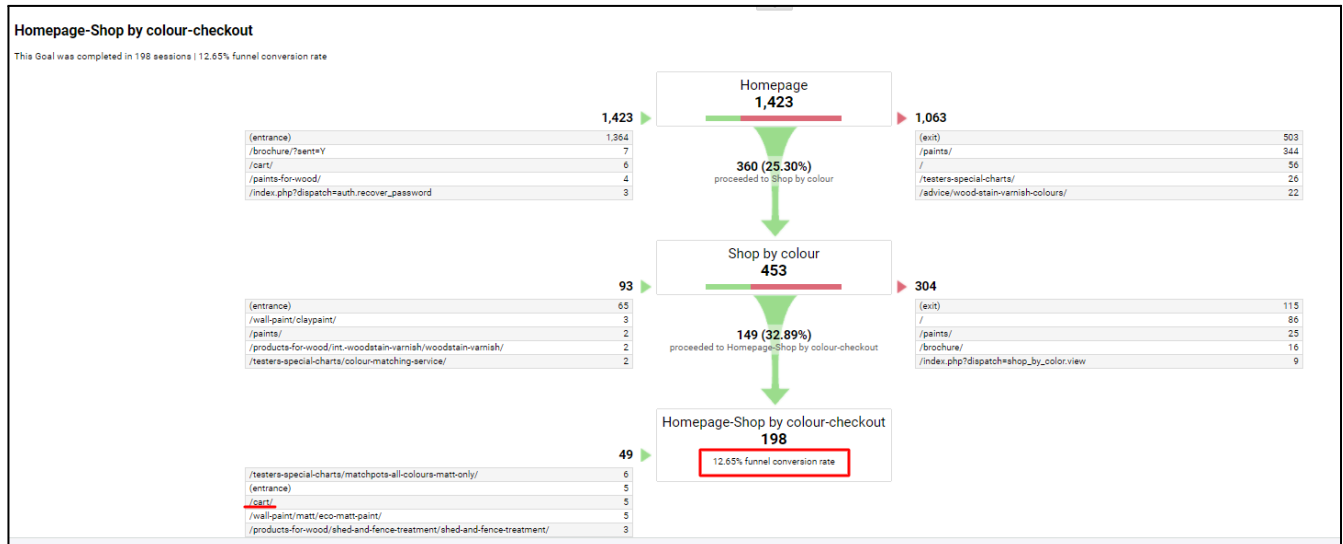 Homepage-Shop by colour-checkout
This Goal was completed in 198 sessions | 12.65% funnel conversion rate
Homepage
1,423
1,423
(entrance) 1,364
/brochure/?sent=Y 7
/cart/ 6
/paints-for-wood/ 4
/index.php?dispatch=auth.recover_password 3
1,063
(exit) 503
/paints/ 344
/ 56
/testers-special-charts/ 26
/advice/wood-stain-varnish-colours/ 22
360 (25.30%)
proceeded to Shop by colour
Shop by colour
453
93
(entrance) 65
/wall-paint/claypaint/ 3
/paints/ 2
/products-for-wood/int.-woodstain-varnish/woodstain-varnish/ 2
/testers-special-charts/colour-matching-service/ 2
304
(exit) 115
/ 86
/paints/ 25
/brochure/ 16
/index.php?dispatch=shop_by_color.view 9
149 (32.89%)
proceeded to Homepage-Shop by colour-checkout
Homepage-Shop by colour-checkout
198
12.65% funnel conversion rate
49
/testers-special-charts/matchpots-all-colours-matt-only/ 6
(entrance) 5
/cart/ 5
/wall-paint/matt/eco-matt-paint/ 5
/products-for-wood/shed-and-fence-treatment/shed-and-fence-treatment/ 3